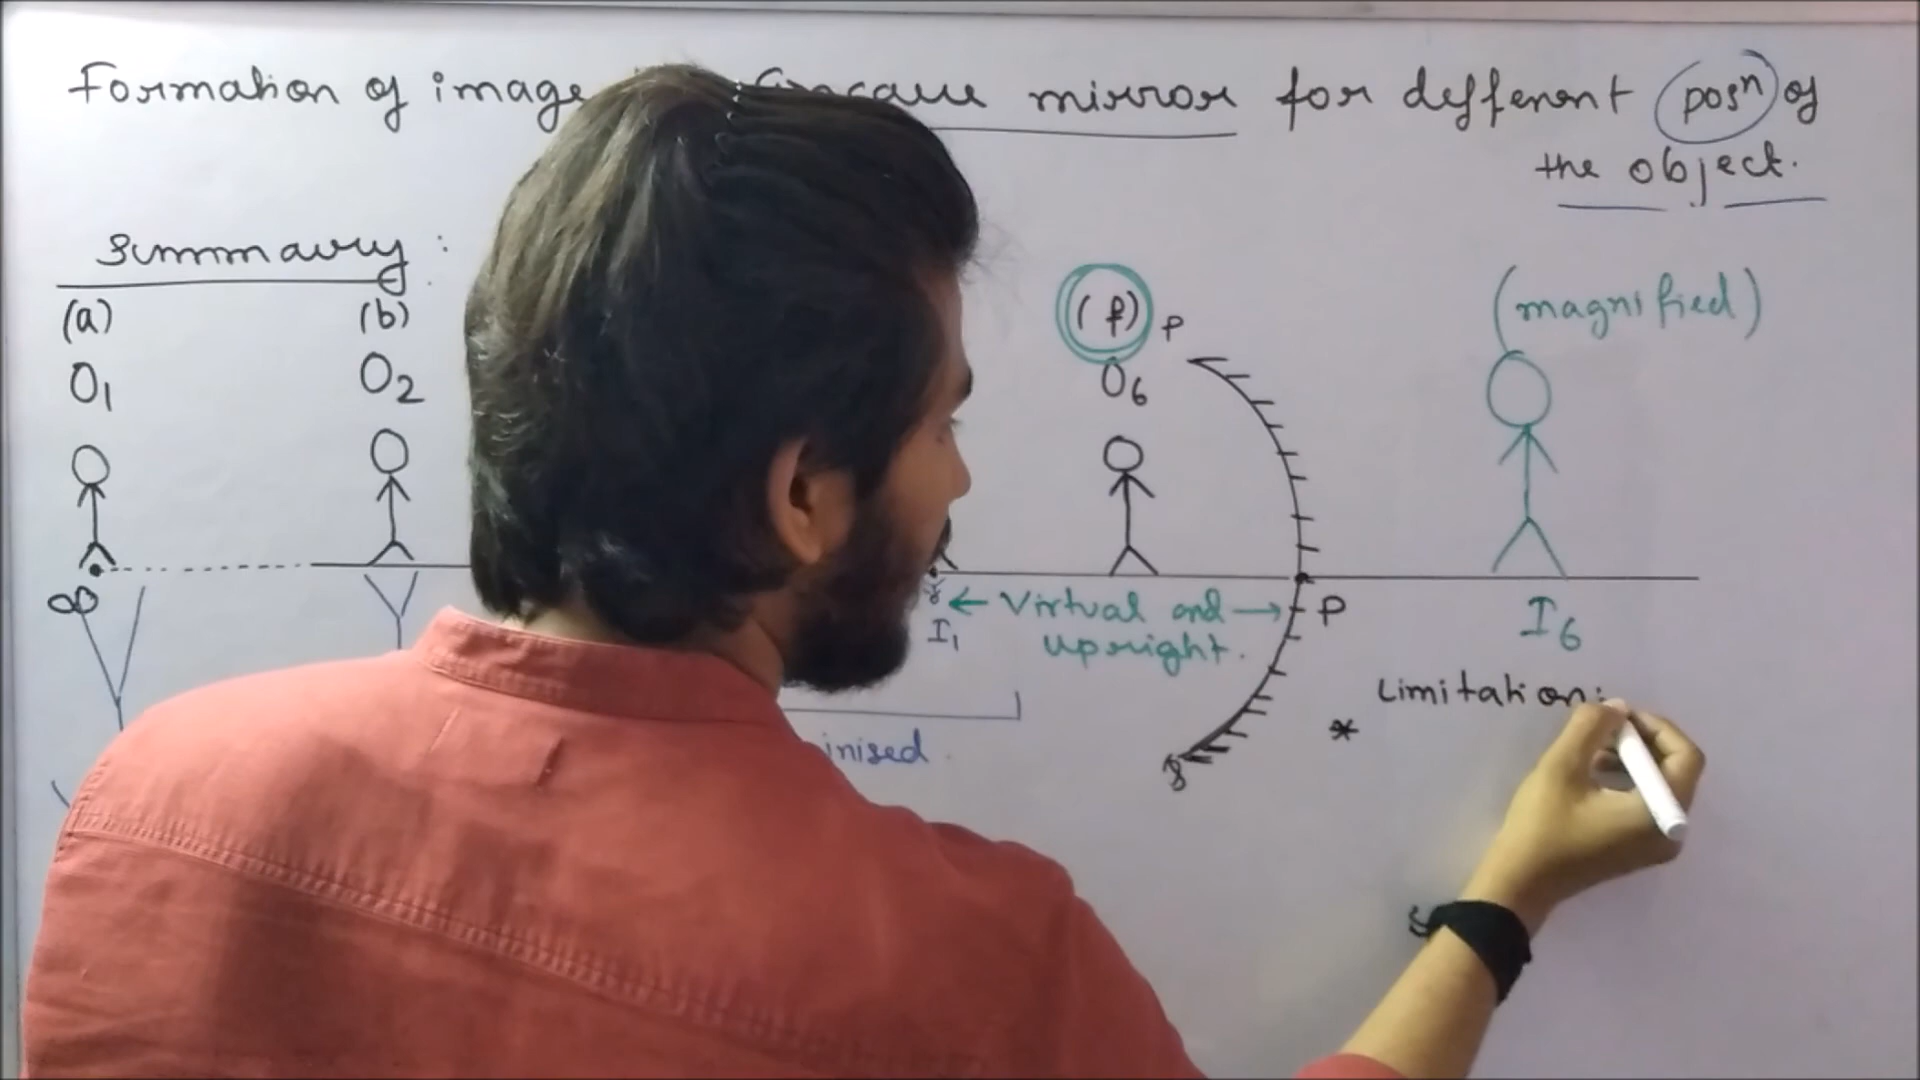 Formation of image concave mirror for different posn of
the object.
Summary :
(a) (b) (f) P (magnified)
O1 O2 O6
∞ I1 ← Virtual and → P I6
upright.
Limitation:
*